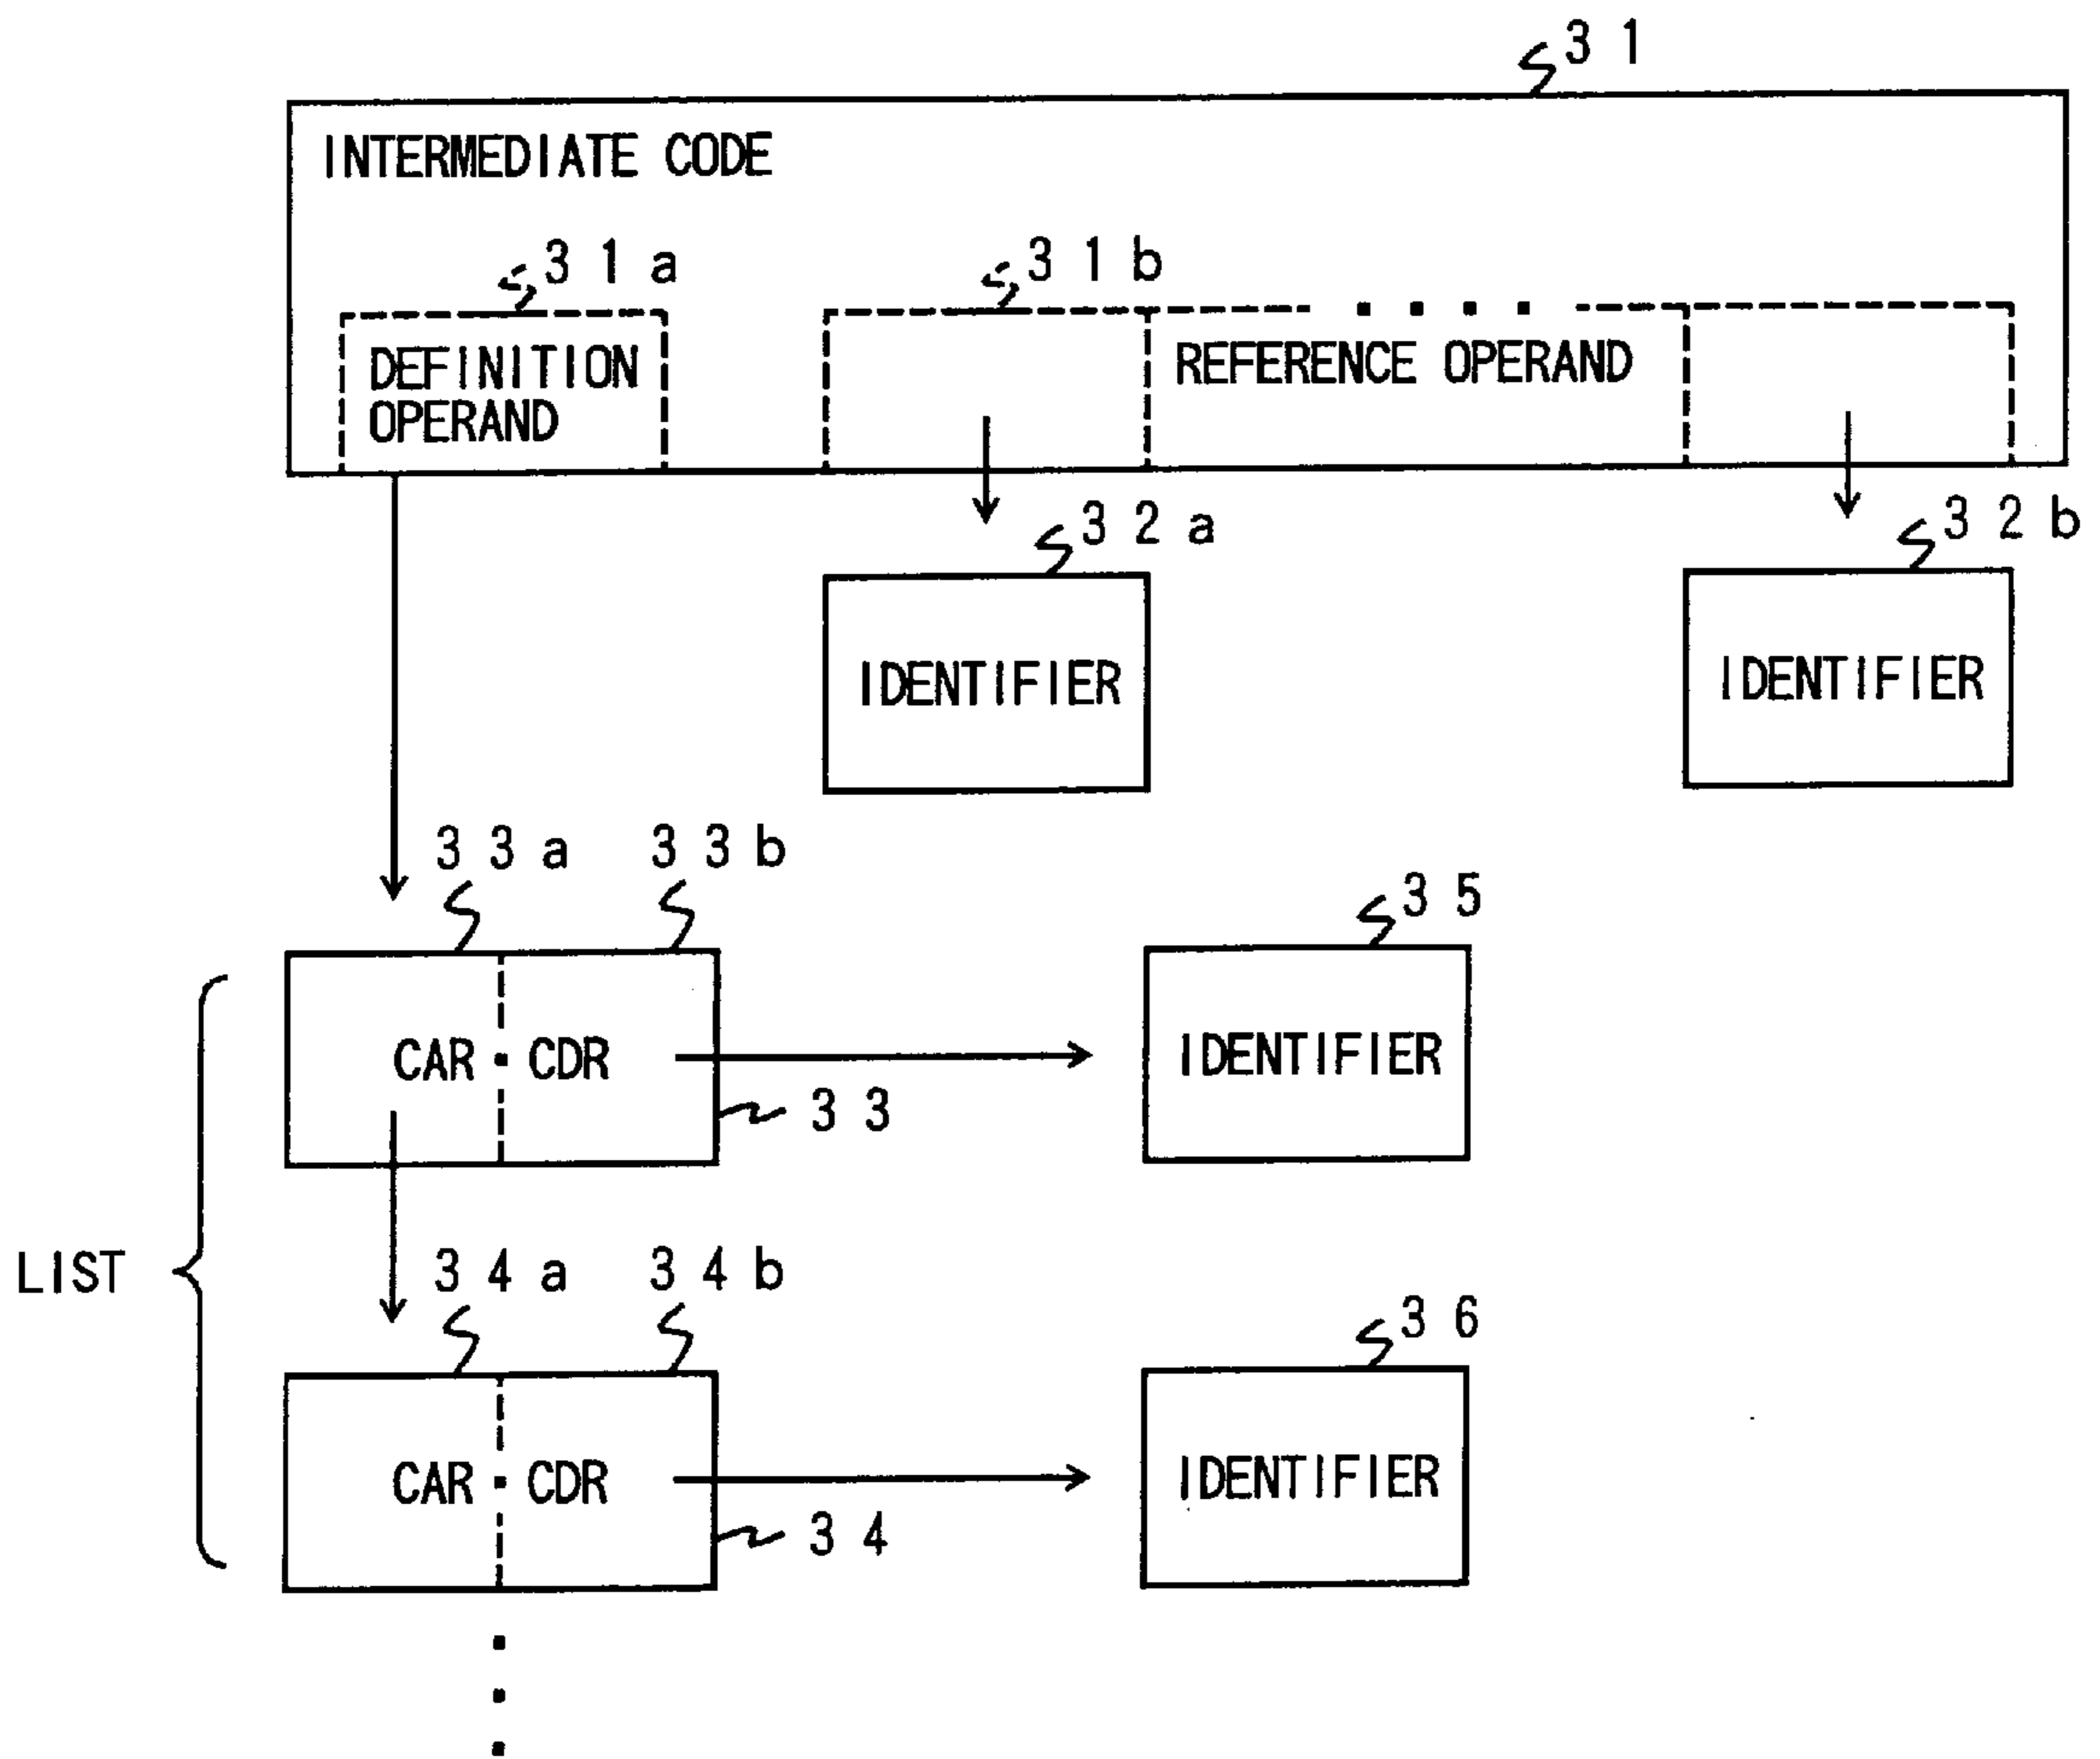 31
INTERMEDIATE CODE
31a
31b
DEFINITION
OPERAND
REFERENCE OPERAND
32a
32b
IDENTIFIER
IDENTIFIER
33a
33b
35
CAR · CDR
IDENTIFIER
33
LIST
34a
34b
36
CAR · CDR
IDENTIFIER
34